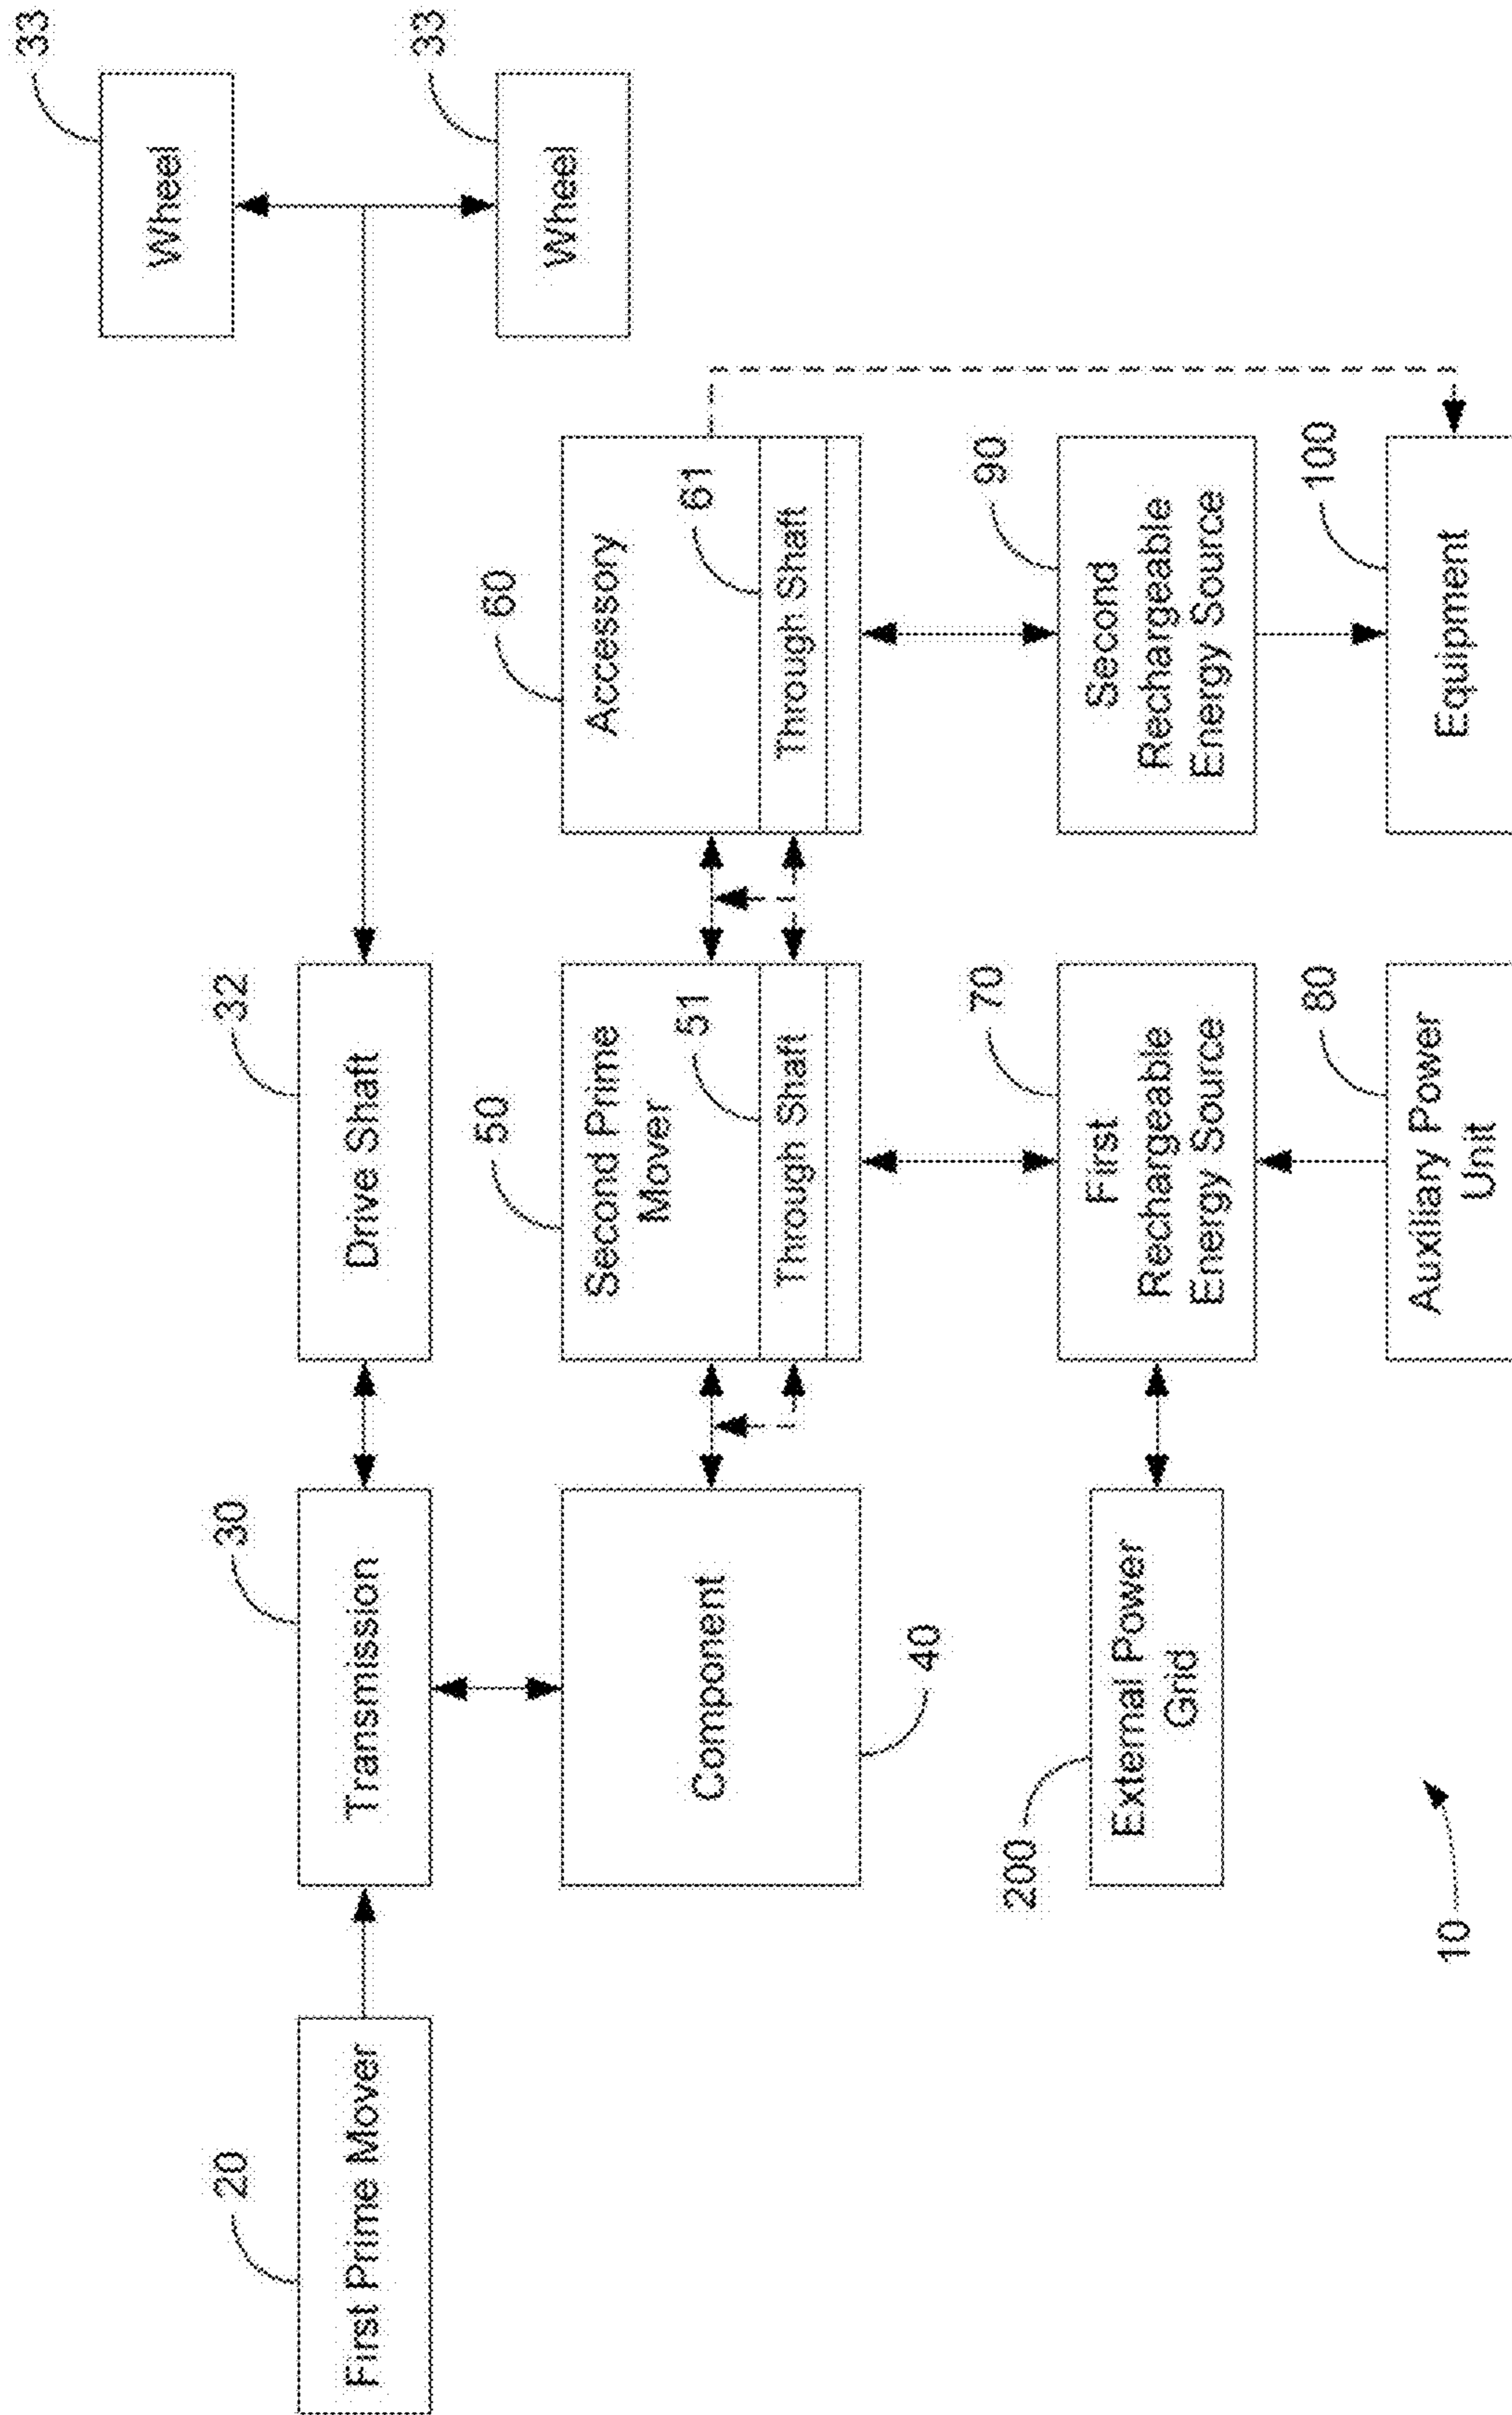 20
First Prime Mover
30
Transmission
32
Drive Shaft
33
Wheel
33
Wheel
Component
40
50
Second Prime
Mover
51
Through Shaft
60
Accessory
61
Through Shaft
200
External Power
Grid
70
First
Rechargeable
Energy Source
90
Second
Rechargeable
Energy Source
80
Auxiliary Power
Unit
100
Equipment
10